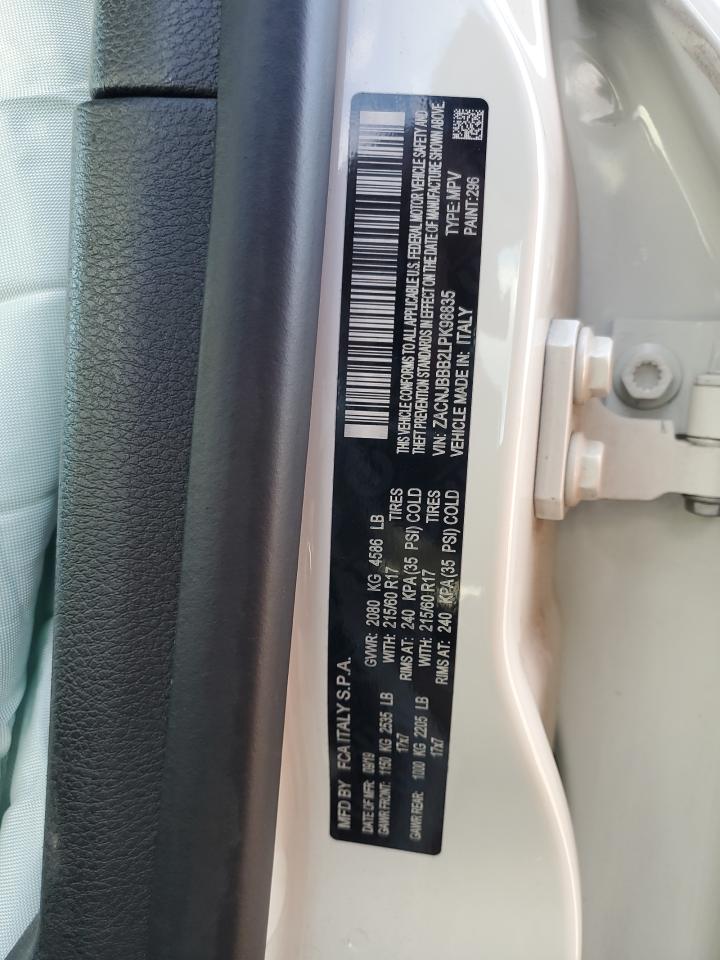 MFD BY FCA ITALY S.P.A.
DATE OF MFR: 09/19 GVWR: 2080 KG 4586 LB
GAWR FRONT: 1150 KG 2535 LB WITH: 215/60 R17 TIRES
17x7 RIMS AT: 240 KPA(35 PSI) COLD
GAWR REAR: 1000 KG 2205 LB WITH: 215/60 R17 TIRES
17x7 RIMS AT: 240 KPA(35 PSI) COLD
THIS VEHICLE CONFORMS TO ALL APPLICABLE U.S. FEDERAL MOTOR VEHICLE SAFETY AND
THEFT PREVENTION STANDARDS IN EFFECT ON THE DATE OF MANUFACTURE SHOWN ABOVE.
VIN: ZACNJBBB2LPK98835 TYPE: MPV
VEHICLE MADE IN: ITALY PAINT: 296